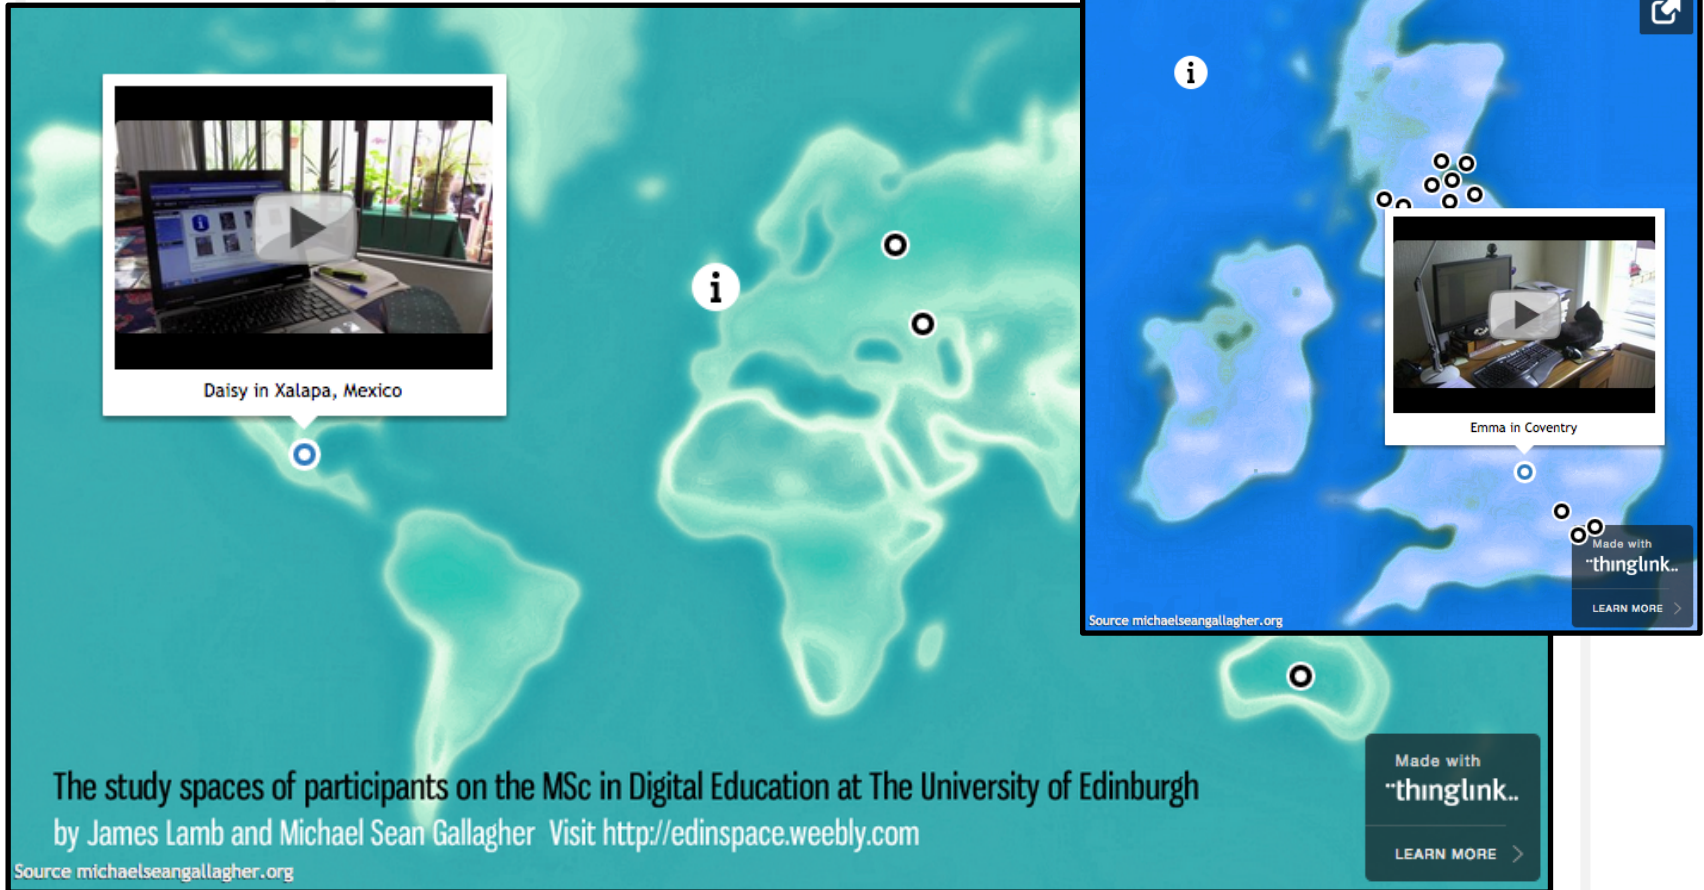 Daisy in Xalapa, Mexico
i
The study spaces of participants on the MSc in Digital Education at The University of Edinburgh
by James Lamb and Michael Sean Gallagher Visit http://edinspace.weebly.com
Source michaelseangallagher.org
Made with
thinglink..
LEARN MORE
i
Emma in Coventry
Made with
thinglink..
LEARN MORE
Source michaelseangallagher.org